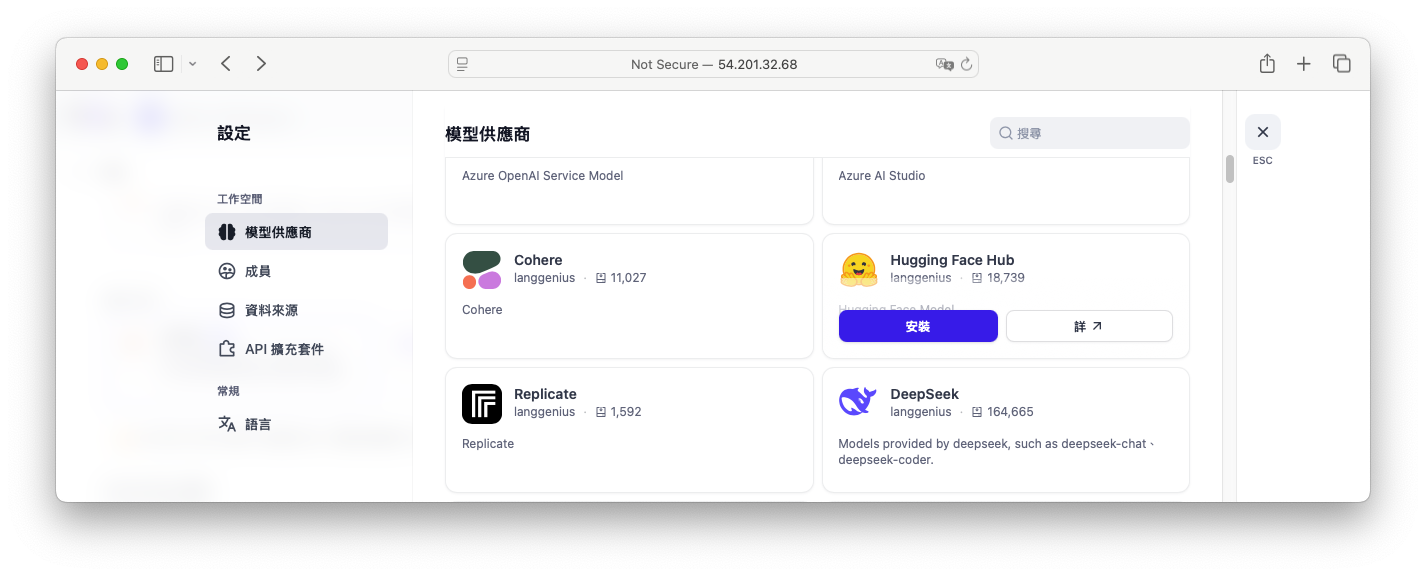 Not Secure — 54.201.32.68
設定
工作空間
模型供應商
成員
資料來源
API 擴充套件
常規
語言
模型供應商
搜尋
ESC
Azure OpenAI Service Model
Azure AI Studio
Cohere
langgenius · 11,027
Cohere
Hugging Face Hub
langgenius · 18,739
Hugging Face Model
安裝
詳
Replicate
langgenius · 1,592
Replicate
DeepSeek
langgenius · 164,665
Models provided by deepseek, such as deepseek-chat、
deepseek-coder.